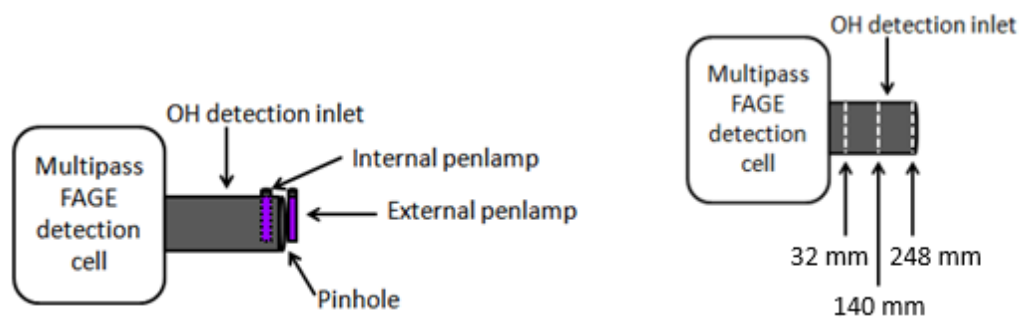 OH detection inlet
Multipass
FAGE
detection
cell
Internal penlamp
External penlamp
Pinhole
OH detection inlet
Multipass
FAGE
detection
cell
32 mm
248 mm
140 mm